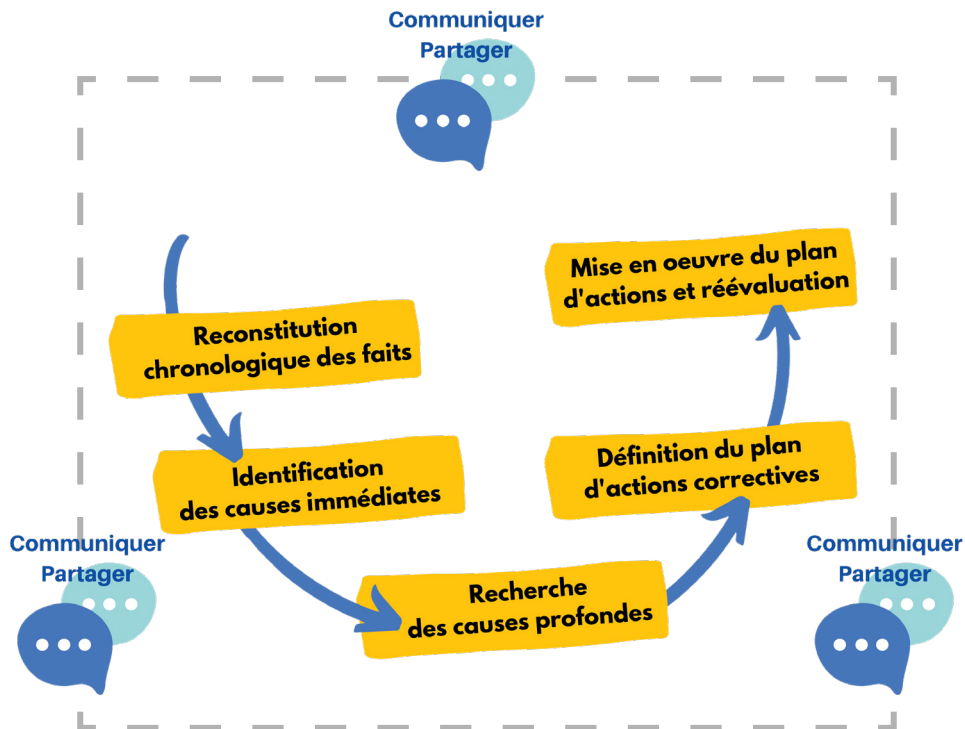 Communiquer
Partager
Reconstitution
chronologique des faits
Identification
des causes immédiates
Recherche
des causes profondes
Définition du plan
d'actions correctives
Mise en oeuvre du plan
d'actions et réévaluation
Communiquer
Partager
Communiquer
Partager